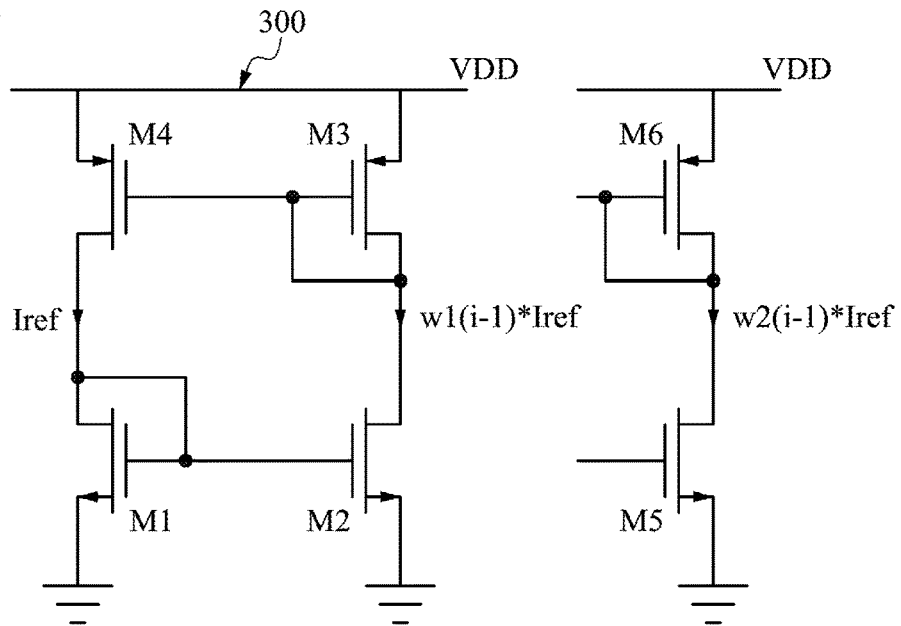 300
VDD
VDD
M4
M3
M6
Iref
w1(i-1)*Iref
w2(i-1)*Iref
M1
M2
M5